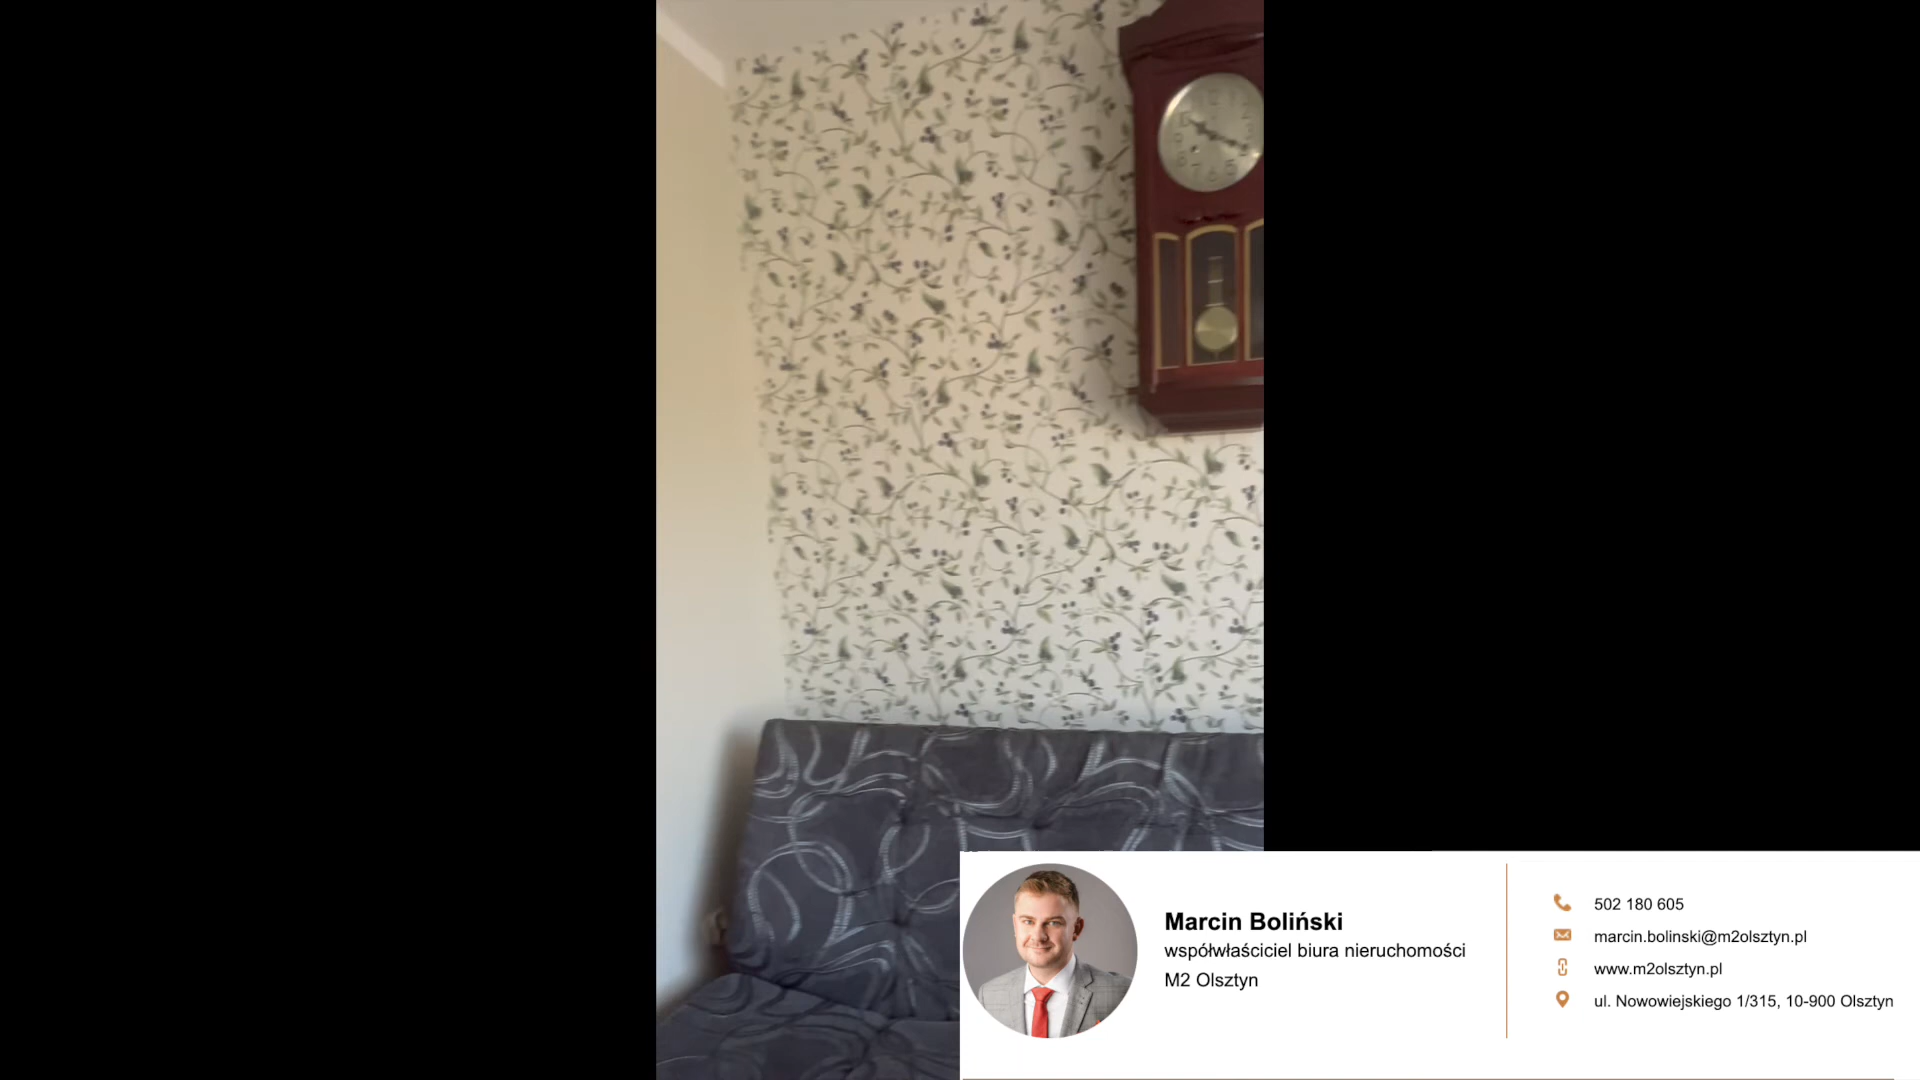 Marcin Boliński
współwłaściciel biura nieruchomości
M2 Olsztyn
502 180 605
marcin.bolinski@m2olsztyn.pl
www.m2olsztyn.pl
ul. Nowowiejskiego 1/315, 10-900 Olsztyn